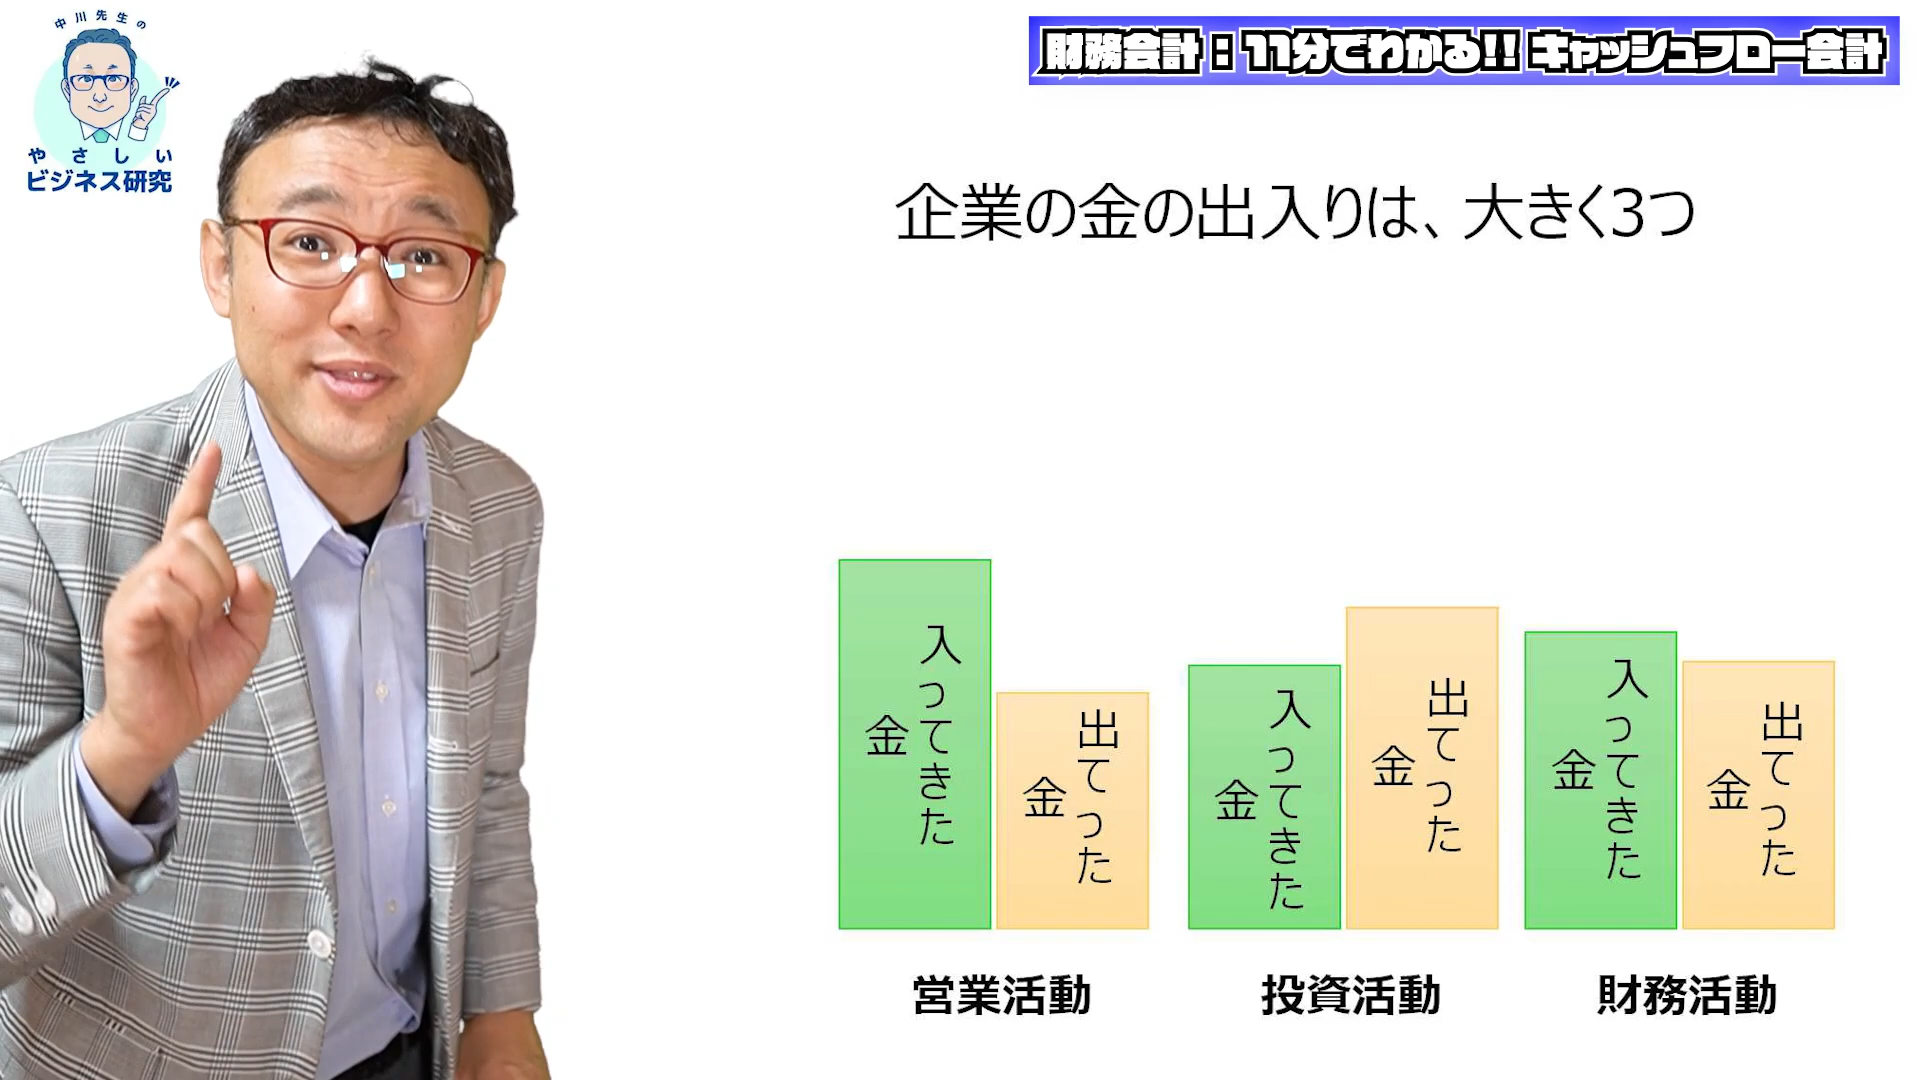 中川先生の
やさしい
ビジネス研究
財務会計：11分でわかる!! キャッシュフロー会計
企業の金の出入りは、大きく3つ
入ってきた
金
出てった
金
入ってきた
金
出てった
金
入ってきた
金
出てった
金
営業活動
投資活動
財務活動